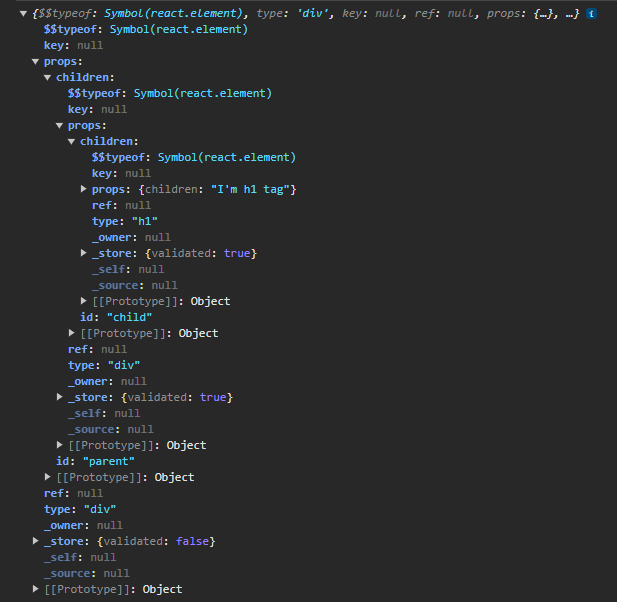 {$$typeof: Symbol(react.element), type: 'div', key: null, ref: null, props: {…}, …} i
$$typeof: Symbol(react.element)
key: null
props:
children:
$$typeof: Symbol(react.element)
key: null
props:
children:
$$typeof: Symbol(react.element)
key: null
props: {children: "I'm h1 tag"}
ref: null
type: "h1"
_owner: null
_store: {validated: true}
_self: null
_source: null
[[Prototype]]: Object
id: "child"
[[Prototype]]: Object
ref: null
type: "div"
_owner: null
_store: {validated: true}
_self: null
_source: null
[[Prototype]]: Object
id: "parent"
[[Prototype]]: Object
ref: null
type: "div"
_owner: null
_store: {validated: false}
_self: null
_source: null
[[Prototype]]: Object